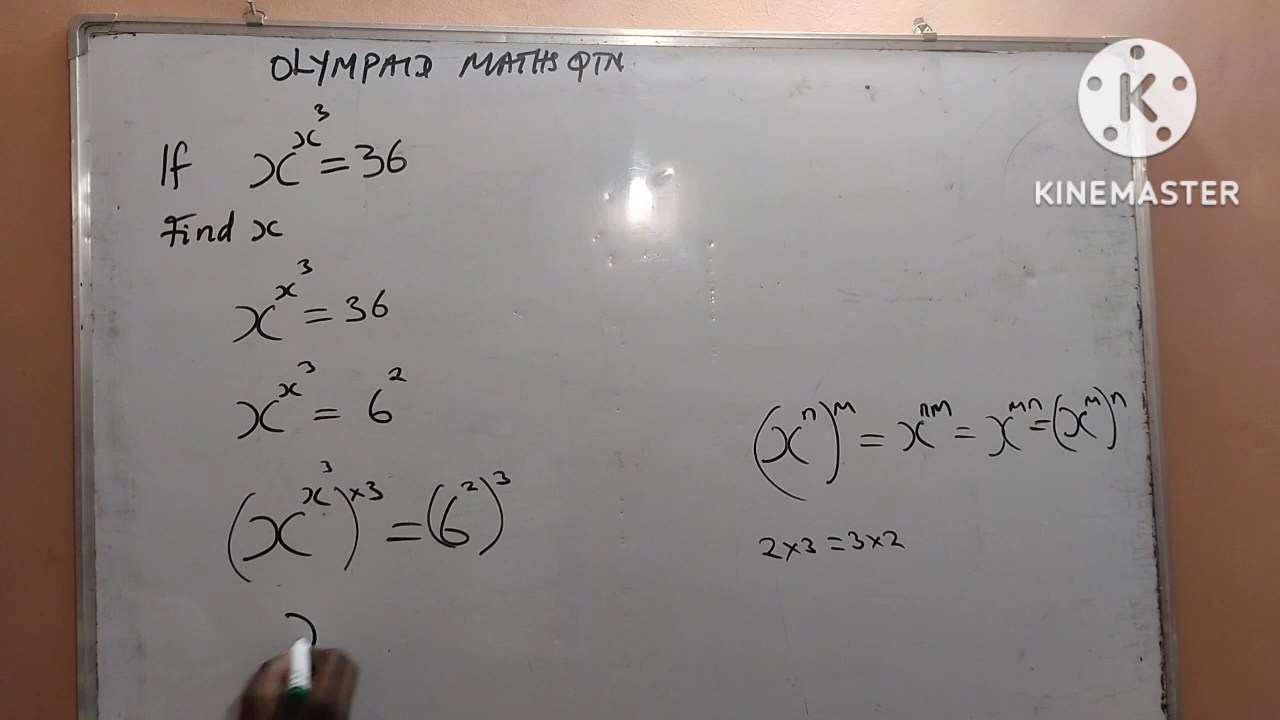 OLYMPAID MATHS QTN
If x^x^3 = 36
Find x
x^x^3 = 36
x^x^3 = 6^2
(x^x^3)^×3 = (6^2)^3
(x^n)^m = x^nm = x^mn = (x^m)^n
2×3 = 3×2
K
KINEMASTER